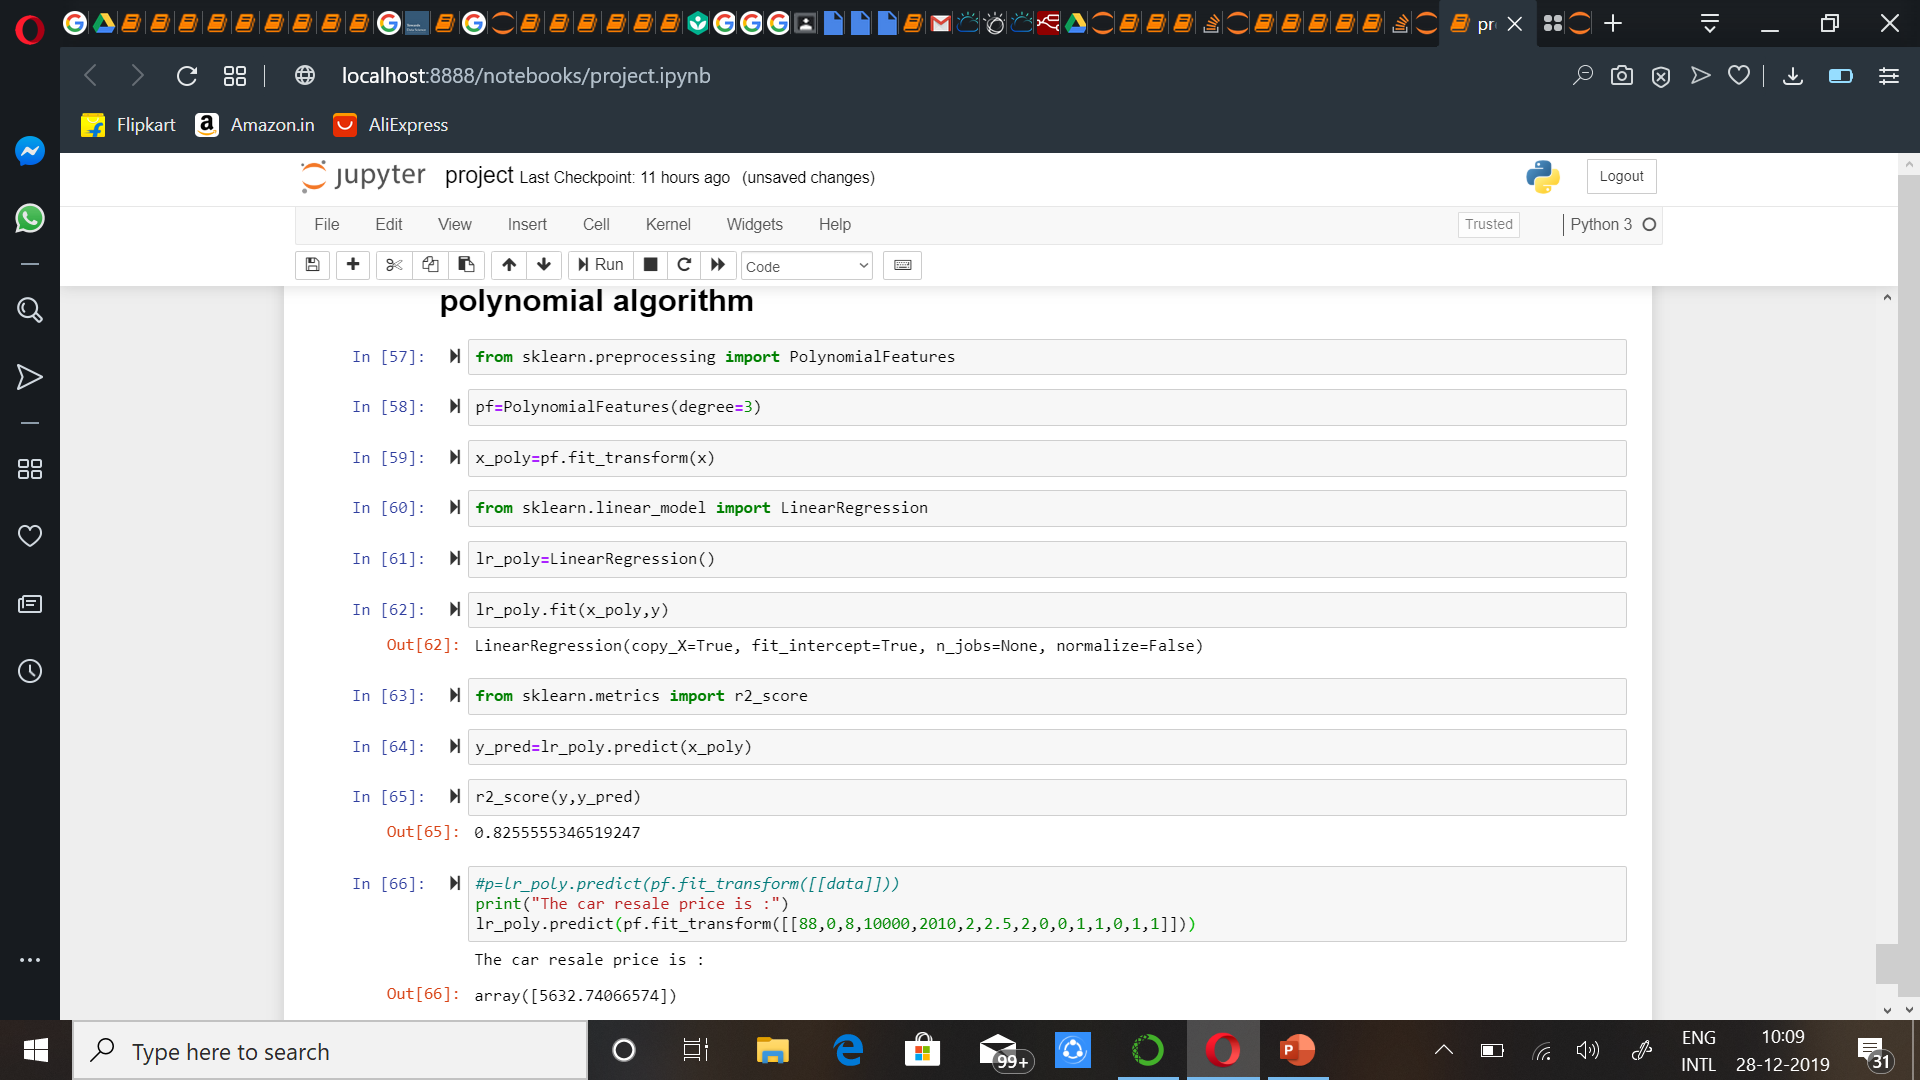 pr
localhost:8888/notebooks/project.ipynb
Flipkart
a Amazon.in
AliExpress
jupyter project Last Checkpoint: 11 hours ago (unsaved changes)
Logout
File Edit View Insert Cell Kernel Widgets Help
Trusted
Python 3
Run
Code
polynomial algorithm
In [57]: from sklearn.preprocessing import PolynomialFeatures
In [58]: pf=PolynomialFeatures(degree=3)
In [59]: x_poly=pf.fit_transform(x)
In [60]: from sklearn.linear_model import LinearRegression
In [61]: lr_poly=LinearRegression()
In [62]: lr_poly.fit(x_poly,y)
Out[62]: LinearRegression(copy_X=True, fit_intercept=True, n_jobs=None, normalize=False)
In [63]: from sklearn.metrics import r2_score
In [64]: y_pred=lr_poly.predict(x_poly)
In [65]: r2_score(y,y_pred)
Out[65]: 0.8255555346519247
In [66]: #p=lr_poly.predict(pf.fit_transform([[data]]))
print("The car resale price is :")
lr_poly.predict(pf.fit_transform([[88,0,8,10000,2010,2,2.5,2,0,0,1,1,0,1,1]]))
The car resale price is :
Out[66]: array([5632.74066574])
Type here to search
99+
P
ENG
INTL
10:09
28-12-2019
31